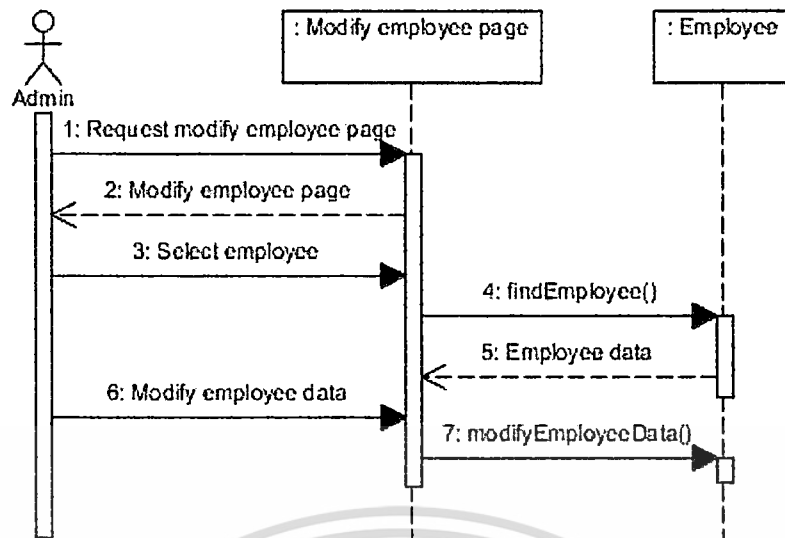 : Modify employee page
: Employee
Admin
1: Request modify employee page
2: Modify employee page
3: Select employee
4: findEmployee()
5: Employee data
6: Modify employee data
7: modifyEmployeeData()